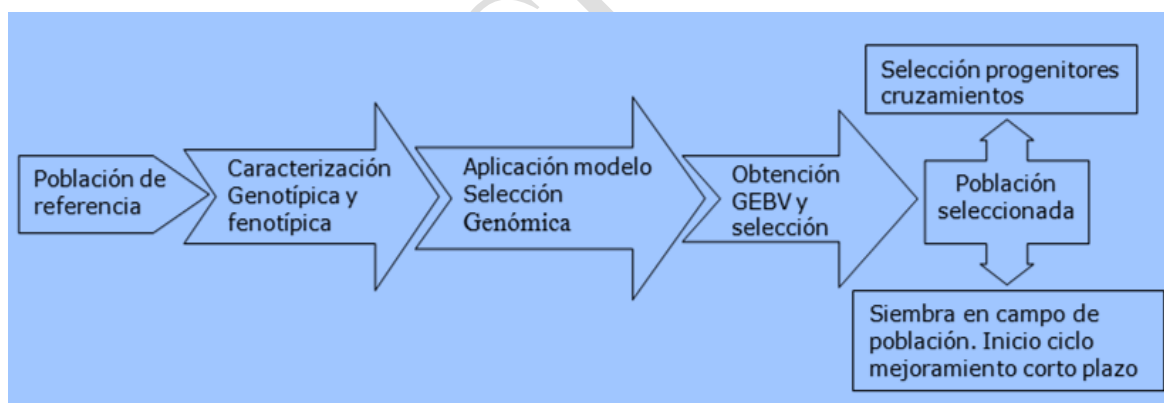 Población de
referencia
Caracterización
Genotípica y
fenotípica
Aplicación modelo
Selección
Genómica
Obtención
GEBV y
selección
Selección progenitores
cruzamientos
Población
seleccionada
Siembra en campo de
población. Inicio ciclo
mejoramiento corto plazo